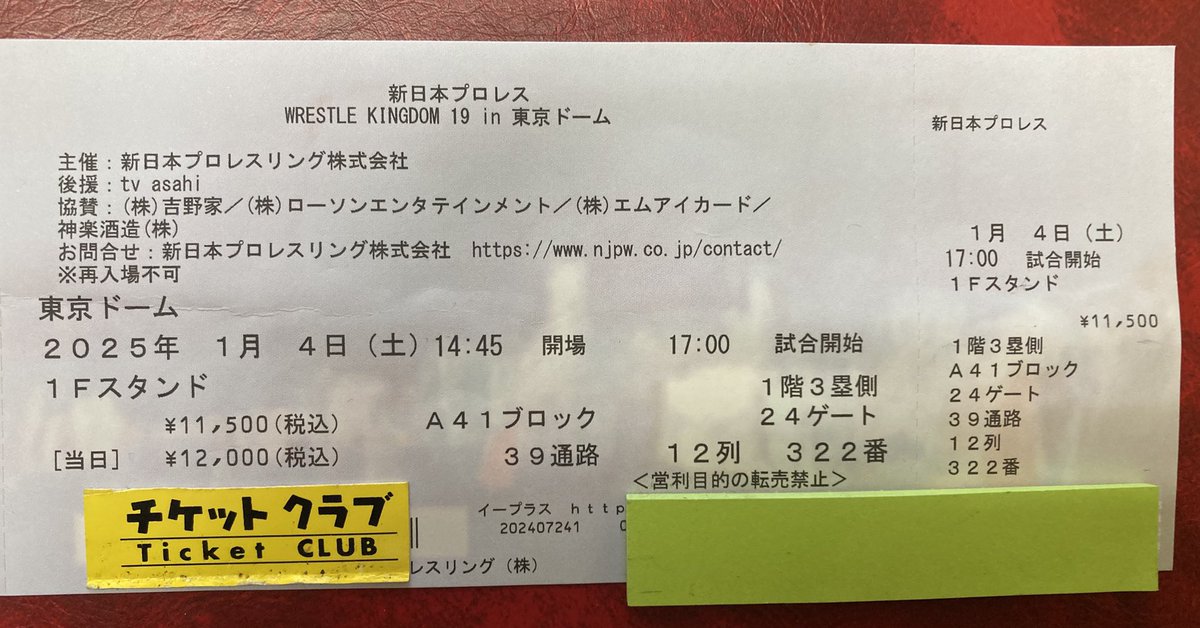 新日本プロレス
WRESTLE KINGDOM 19 in 東京ドーム
主催：新日本プロレスリング株式会社
後援：tv asahi
協賛：(株)吉野家／(株)ローソンエンタテインメント／(株)エムアイカード／
神楽酒造(株)
お問合せ：新日本プロレスリング株式会社 https://www.njpw.co.jp/contact/
※再入場不可
東京ドーム
２０２５年 １月 ４日（土）14:45 開場 17:00 試合開始
１Ｆスタンド
１階３塁側
¥11,500(税込)
Ａ４１ブロック
２４ゲート
[当日] ¥12,000(税込)
３９通路
１２列 ３２２番
＜営利目的の転売禁止＞
イープラス ｈｔｔｐ
202407241
レスリング（株）
チケットクラブ
Ticket CLUB
新日本プロレス
１月 ４日（土）
17:00 試合開始
１Ｆスタンド
¥11,500
１階３塁側
Ａ４１ブロック
２４ゲート
３９通路
１２列
３２２番